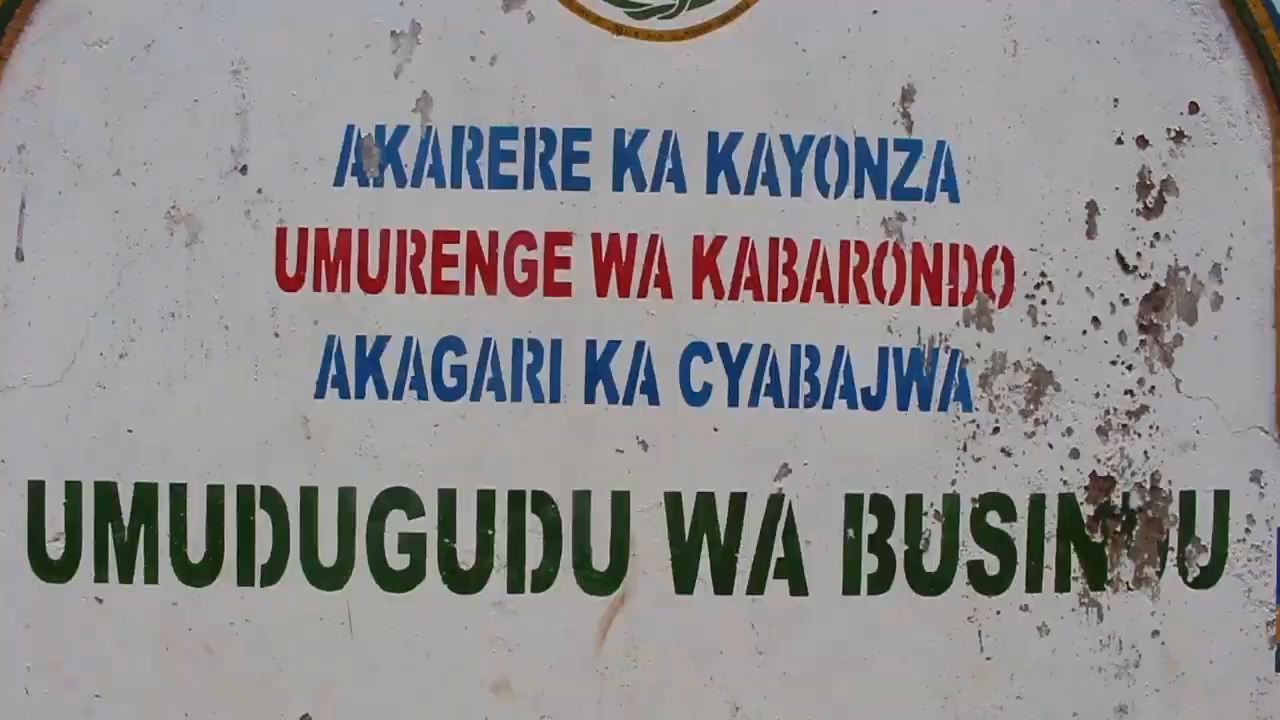 AKARERE KA KAYONZA
UMURENGE WA KABARONDO
AKAGARI KA CYABAJWA
UMUDUGUDU WA